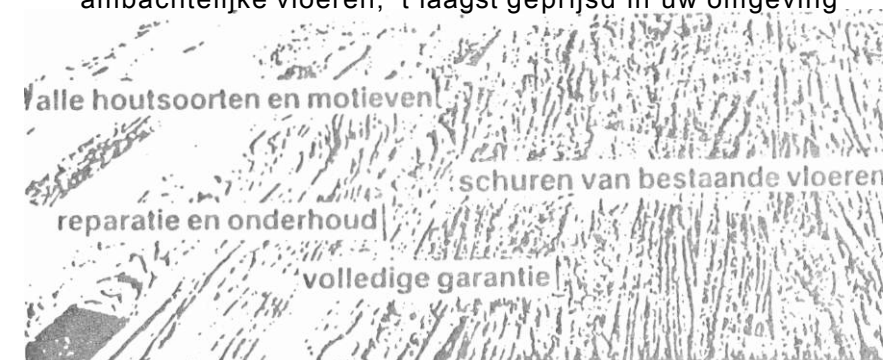 ambachtelijke vloeren, 't laagst geprijsd in uw omgeving
alle houtsoorten en motieven
schuren van bestaande vloeren
reparatie en onderhoud
volledige garantie